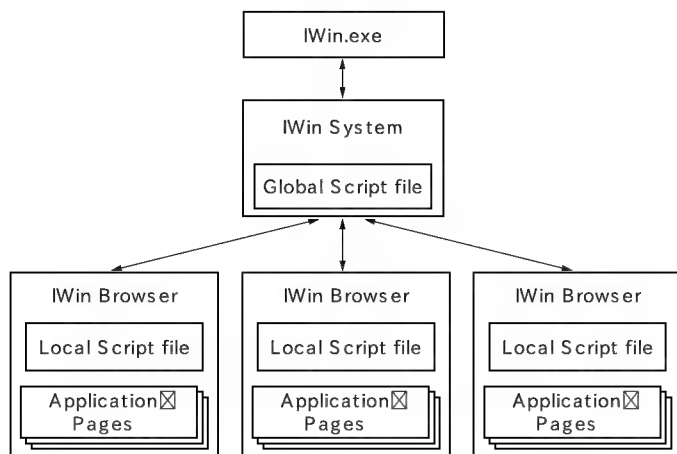 IWin.exe
IWin System
Global Script file
IWin Browser
Local Script file
Application
Pages
IWin Browser
Local Script file
Application
Pages
IWin Browser
Local Script file
Application
Pages